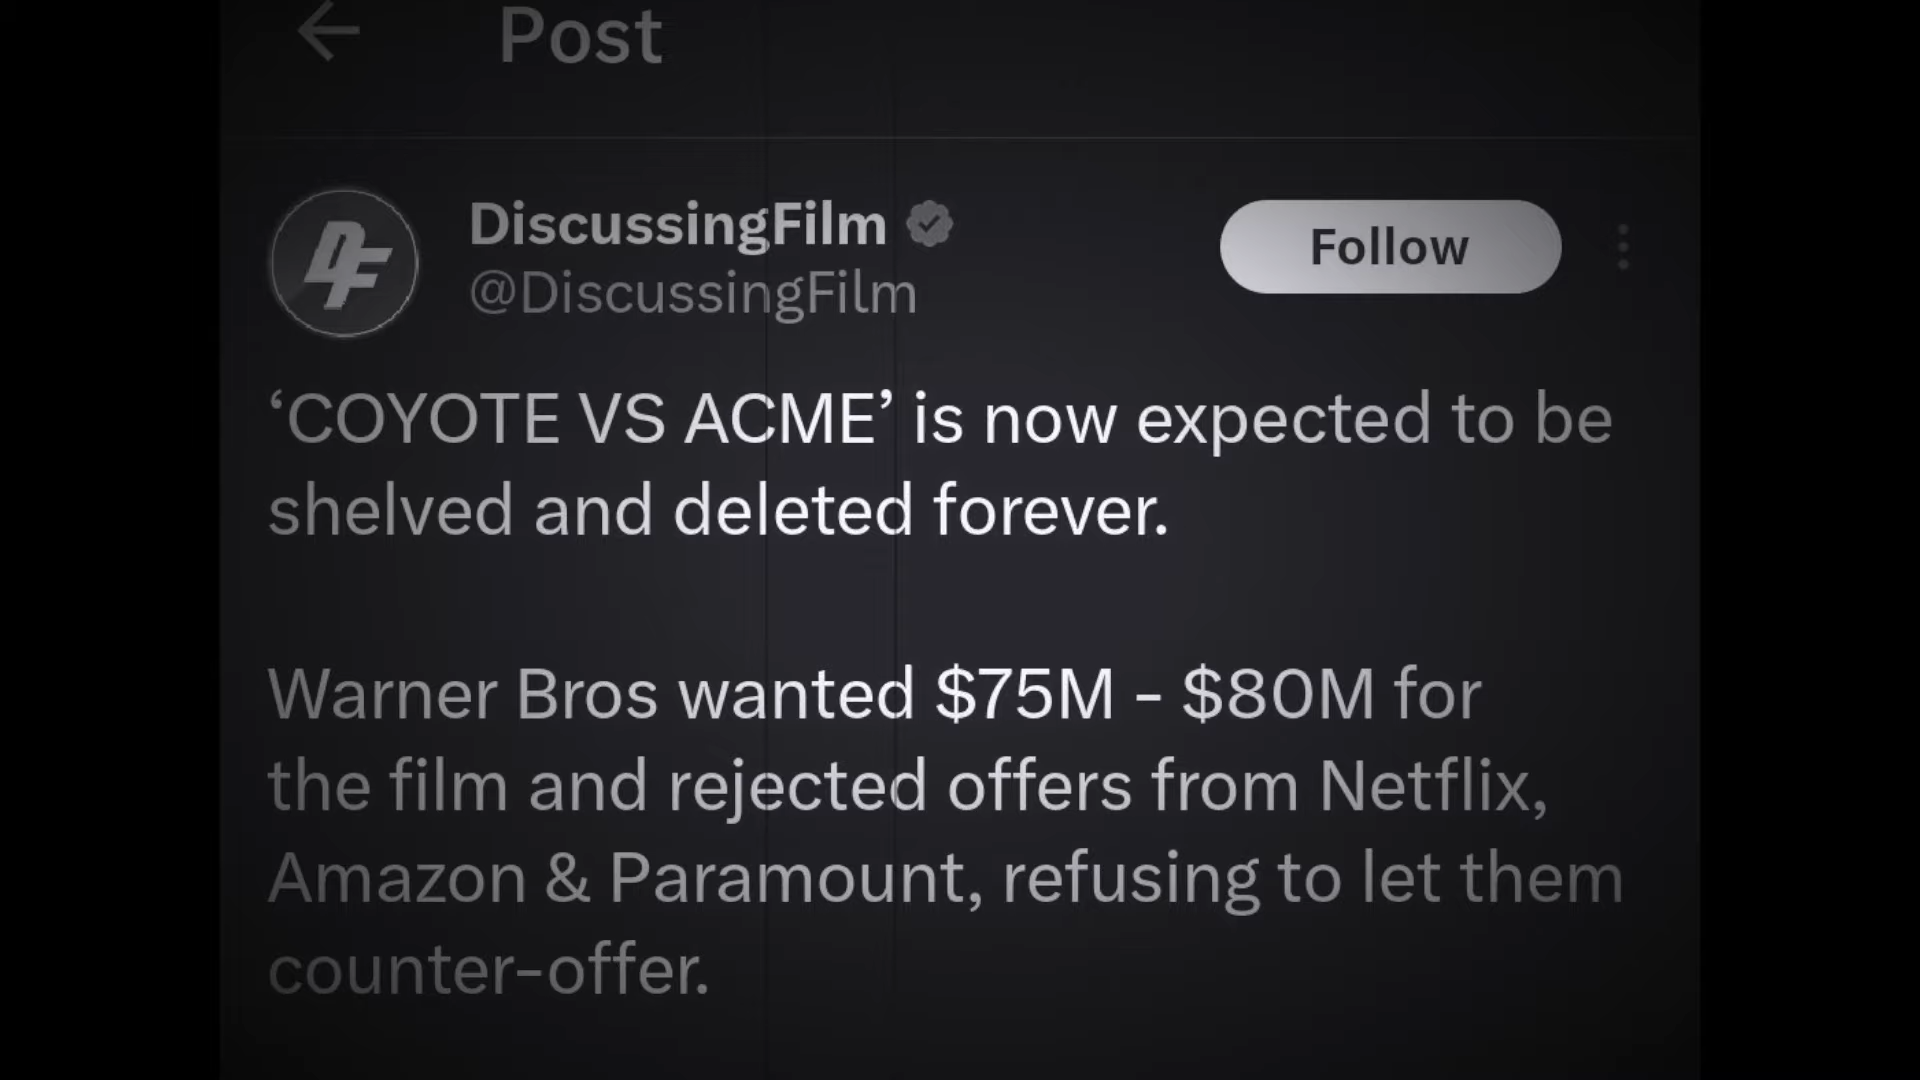 Post
DF
DiscussingFilm
@DiscussingFilm
Follow
‘COYOTE VS ACME’ is now expected to be
shelved and deleted forever.
Warner Bros wanted $75M - $80M for
the film and rejected offers from Netflix,
Amazon & Paramount, refusing to let them
counter-offer.